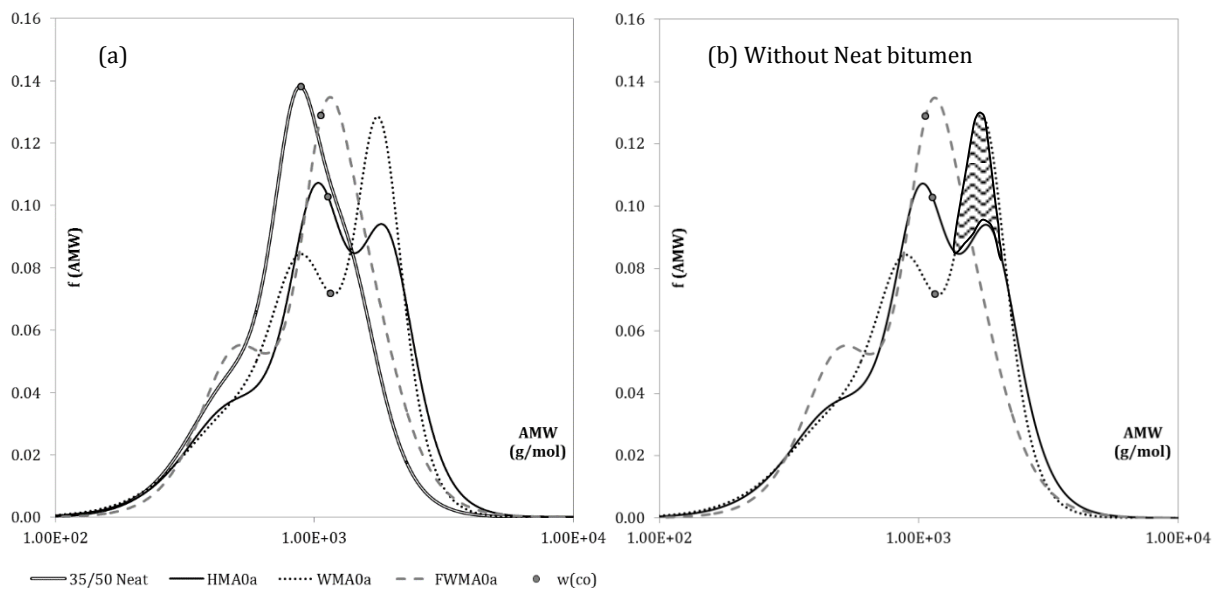 (a)
0.16
0.14
0.12
0.10
0.08
0.06
0.04
0.02
0.00
f (AMW)
AMW
(g/mol)
1.00E+02
1.00E+03
1.00E+04
(b) Without Neat bitumen
0.16
0.14
0.12
0.10
0.08
0.06
0.04
0.02
0.00
f (AMW)
AMW
(g/mol)
1.00E+02
1.00E+03
1.00E+04
35/50 Neat HMA0a WMA0a FWMA0a w(co)